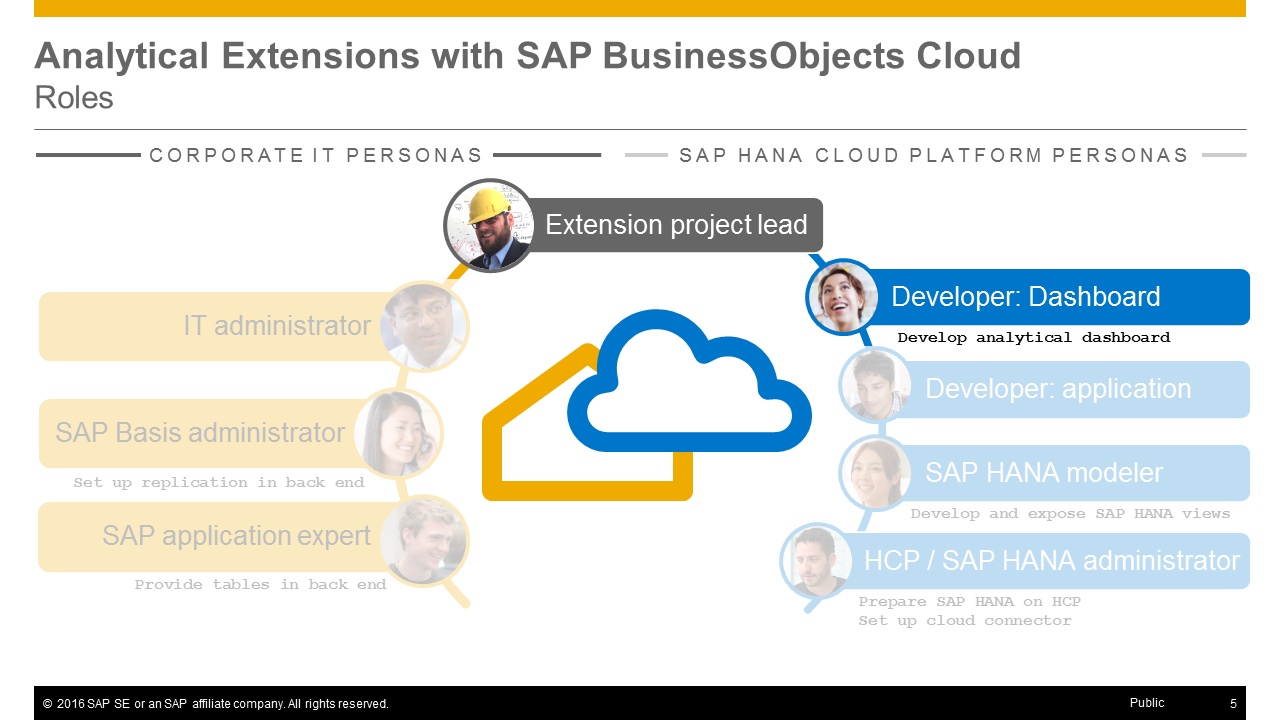 Analytical Extensions with SAP BusinessObjects Cloud
Roles
CORPORATE IT PERSONAS
SAP HANA CLOUD PLATFORM PERSONAS
Extension project lead
IT administrator
SAP Basis administrator
Set up replication in back end
SAP application expert
Provide tables in back end
Developer: Dashboard
Develop analytical dashboard
Developer: application
SAP HANA modeler
Develop and expose SAP HANA views
HCP / SAP HANA administrator
Prepare SAP HANA on HCP
Set up cloud connector
© 2016 SAP SE or an SAP affiliate company. All rights reserved.
Public
5